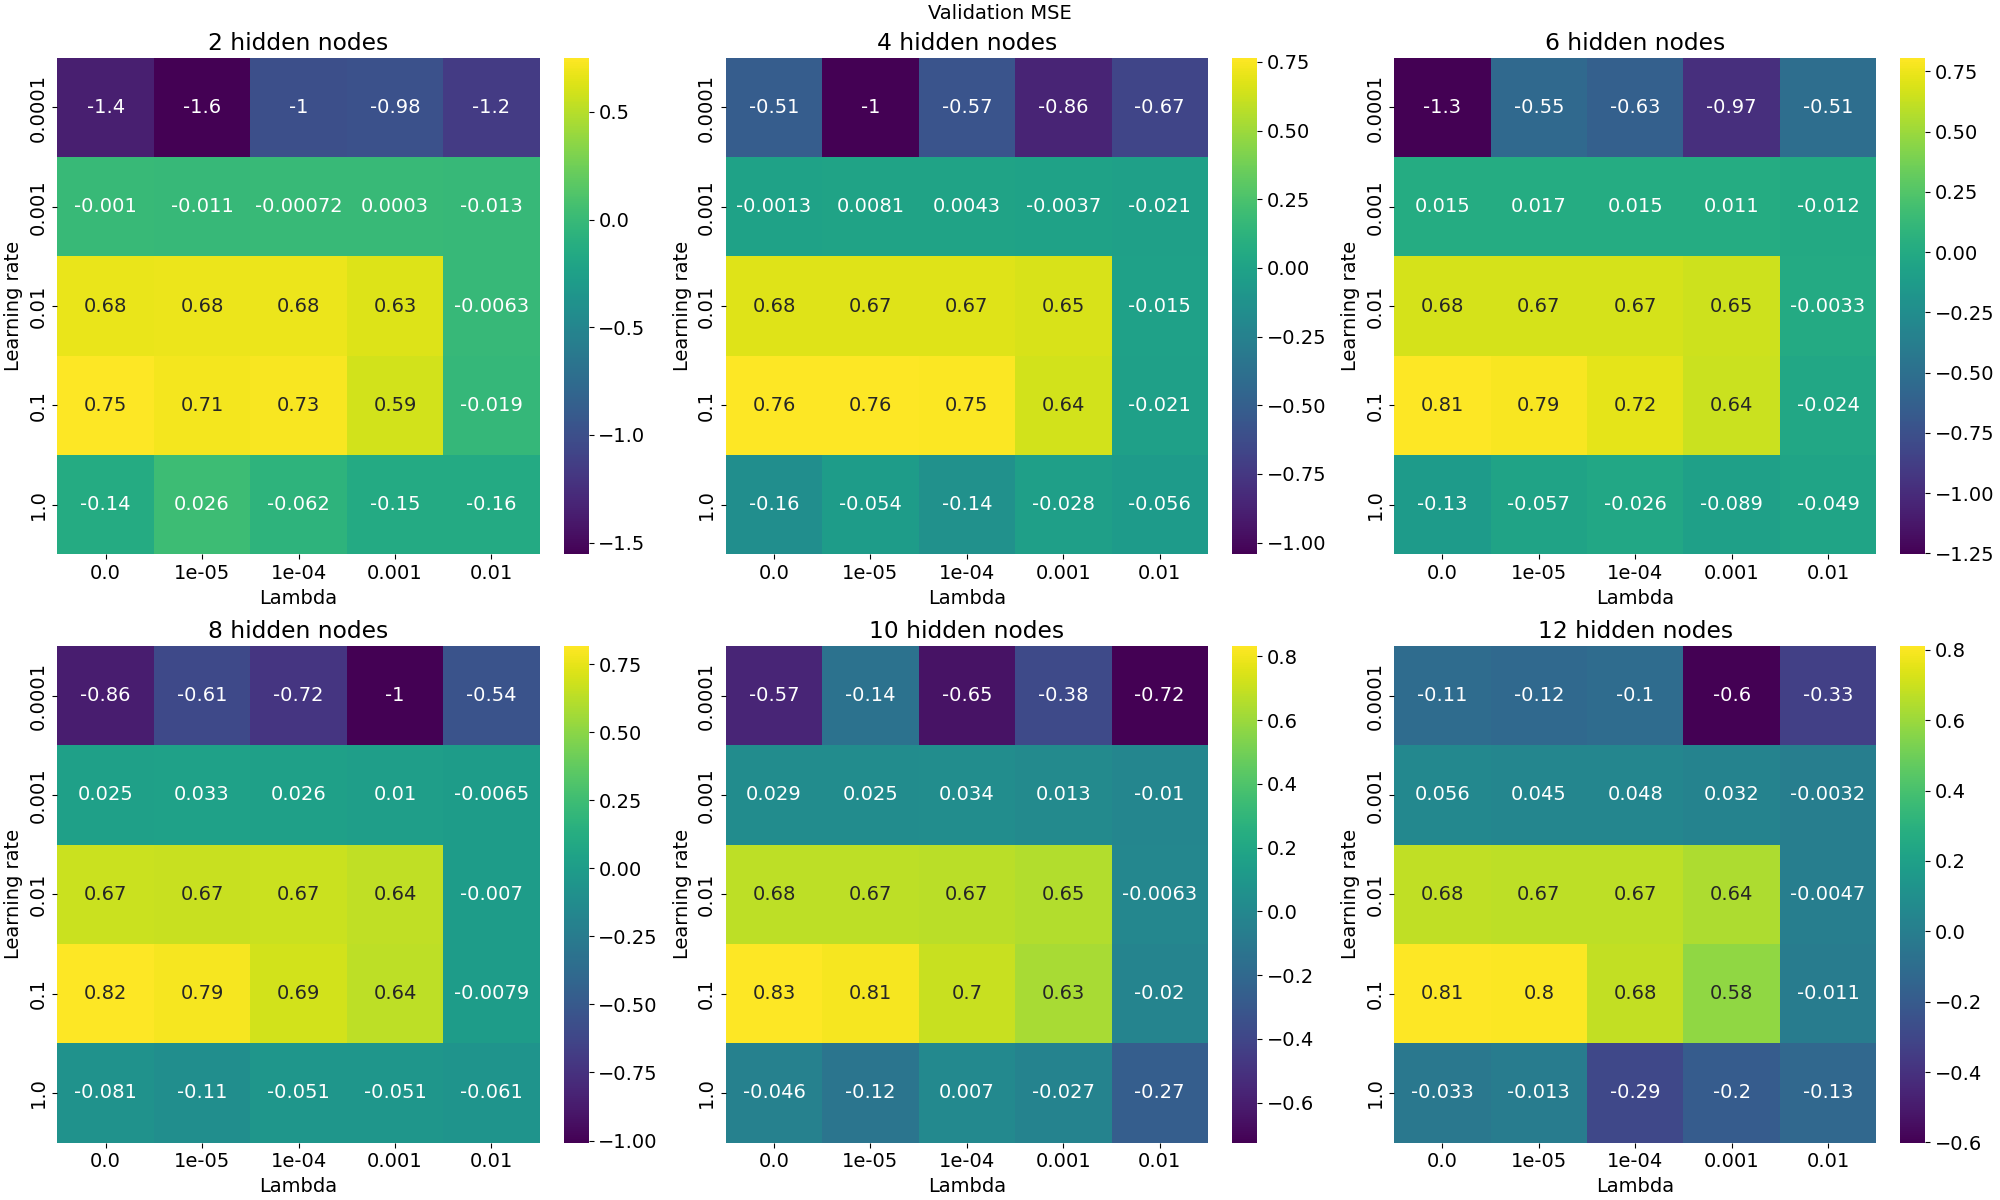 Validation MSE
2 hidden nodes
Learning rate
0.0001 -1.4 -1.6 -1 -0.98 -1.2
0.001 -0.001 -0.011 -0.00072 0.0003 -0.013
0.01 0.68 0.68 0.68 0.63 -0.0063
0.1 0.75 0.71 0.73 0.59 -0.019
1.0 -0.14 0.026 -0.062 -0.15 -0.16
0.0 1e-05 1e-04 0.001 0.01
Lambda
0.5
0.0
−0.5
−1.0
−1.5
4 hidden nodes
Learning rate
0.0001 -0.51 -1 -0.57 -0.86 -0.67
0.001 -0.0013 0.0081 0.0043 -0.0037 -0.021
0.01 0.68 0.67 0.67 0.65 -0.015
0.1 0.76 0.76 0.75 0.64 -0.021
1.0 -0.16 -0.054 -0.14 -0.028 -0.056
0.0 1e-05 1e-04 0.001 0.01
Lambda
0.75
0.50
0.25
0.00
−0.25
−0.50
−0.75
−1.00
6 hidden nodes
Learning rate
0.0001 -1.3 -0.55 -0.63 -0.97 -0.51
0.001 0.015 0.017 0.015 0.011 -0.012
0.01 0.68 0.67 0.67 0.65 -0.0033
0.1 0.81 0.79 0.72 0.64 -0.024
1.0 -0.13 -0.057 -0.026 -0.089 -0.049
0.0 1e-05 1e-04 0.001 0.01
Lambda
0.75
0.50
0.25
0.00
−0.25
−0.50
−0.75
−1.00
−1.25
8 hidden nodes
Learning rate
0.0001 -0.86 -0.61 -0.72 -1 -0.54
0.001 0.025 0.033 0.026 0.01 -0.0065
0.01 0.67 0.67 0.67 0.64 -0.007
0.1 0.82 0.79 0.69 0.64 -0.0079
1.0 -0.081 -0.11 -0.051 -0.051 -0.061
0.0 1e-05 1e-04 0.001 0.01
Lambda
0.75
0.50
0.25
0.00
−0.25
−0.50
−0.75
−1.00
10 hidden nodes
Learning rate
0.0001 -0.57 -0.14 -0.65 -0.38 -0.72
0.001 0.029 0.025 0.034 0.013 -0.01
0.01 0.68 0.67 0.67 0.65 -0.0063
0.1 0.83 0.81 0.7 0.63 -0.02
1.0 -0.046 -0.12 0.007 -0.027 -0.27
0.0 1e-05 1e-04 0.001 0.01
Lambda
0.8
0.6
0.4
0.2
0.0
−0.2
−0.4
−0.6
12 hidden nodes
Learning rate
0.0001 -0.11 -0.12 -0.1 -0.6 -0.33
0.001 0.056 0.045 0.048 0.032 -0.0032
0.01 0.68 0.67 0.67 0.64 -0.0047
0.1 0.81 0.8 0.68 0.58 -0.011
1.0 -0.033 -0.013 -0.29 -0.2 -0.13
0.0 1e-05 1e-04 0.001 0.01
Lambda
0.8
0.6
0.4
0.2
0.0
−0.2
−0.4
−0.6